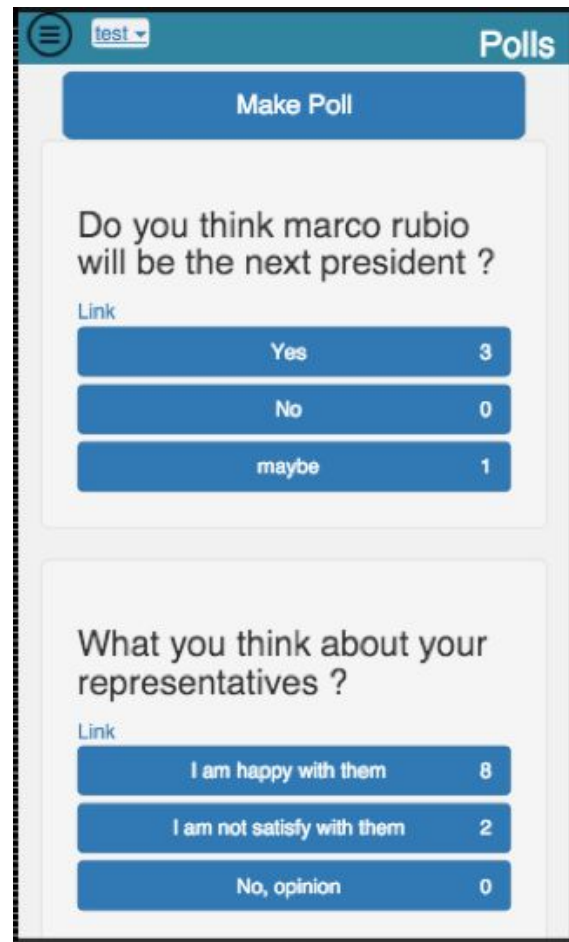 test
Polls
Make Poll
Do you think marco rubio
will be the next president ?
Link
Yes 3
No 0
maybe 1
What you think about your
representatives ?
Link
I am happy with them 8
I am not satisfy with them 2
No, opinion 0